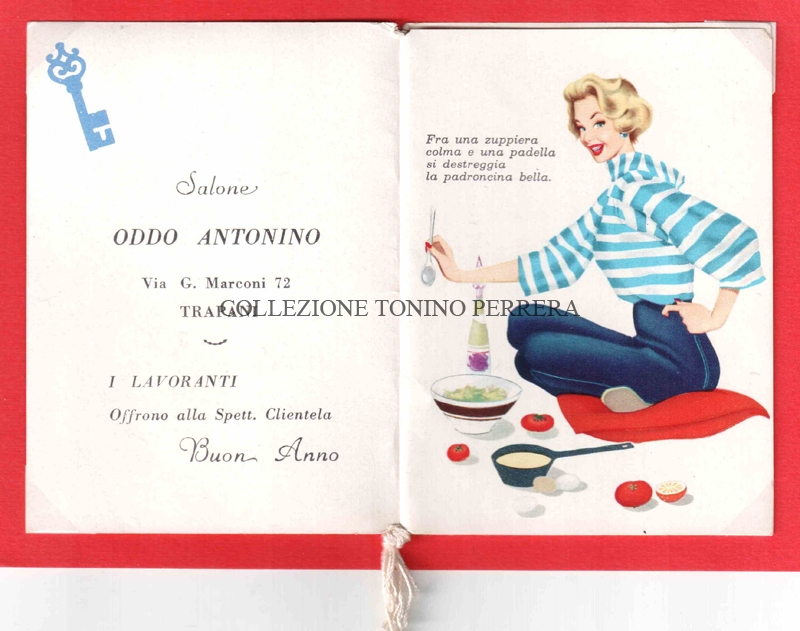 Salone
ODDO ANTONINO
Via G. Marconi 72
TRAPANI
COLLEZIONE TONINO PERRERA
I LAVORANTI
Offrono alla Spett. Clientela
Buon Anno
Fra una zuppiera
colma e una padella
si destreggia
la padroncina bella.